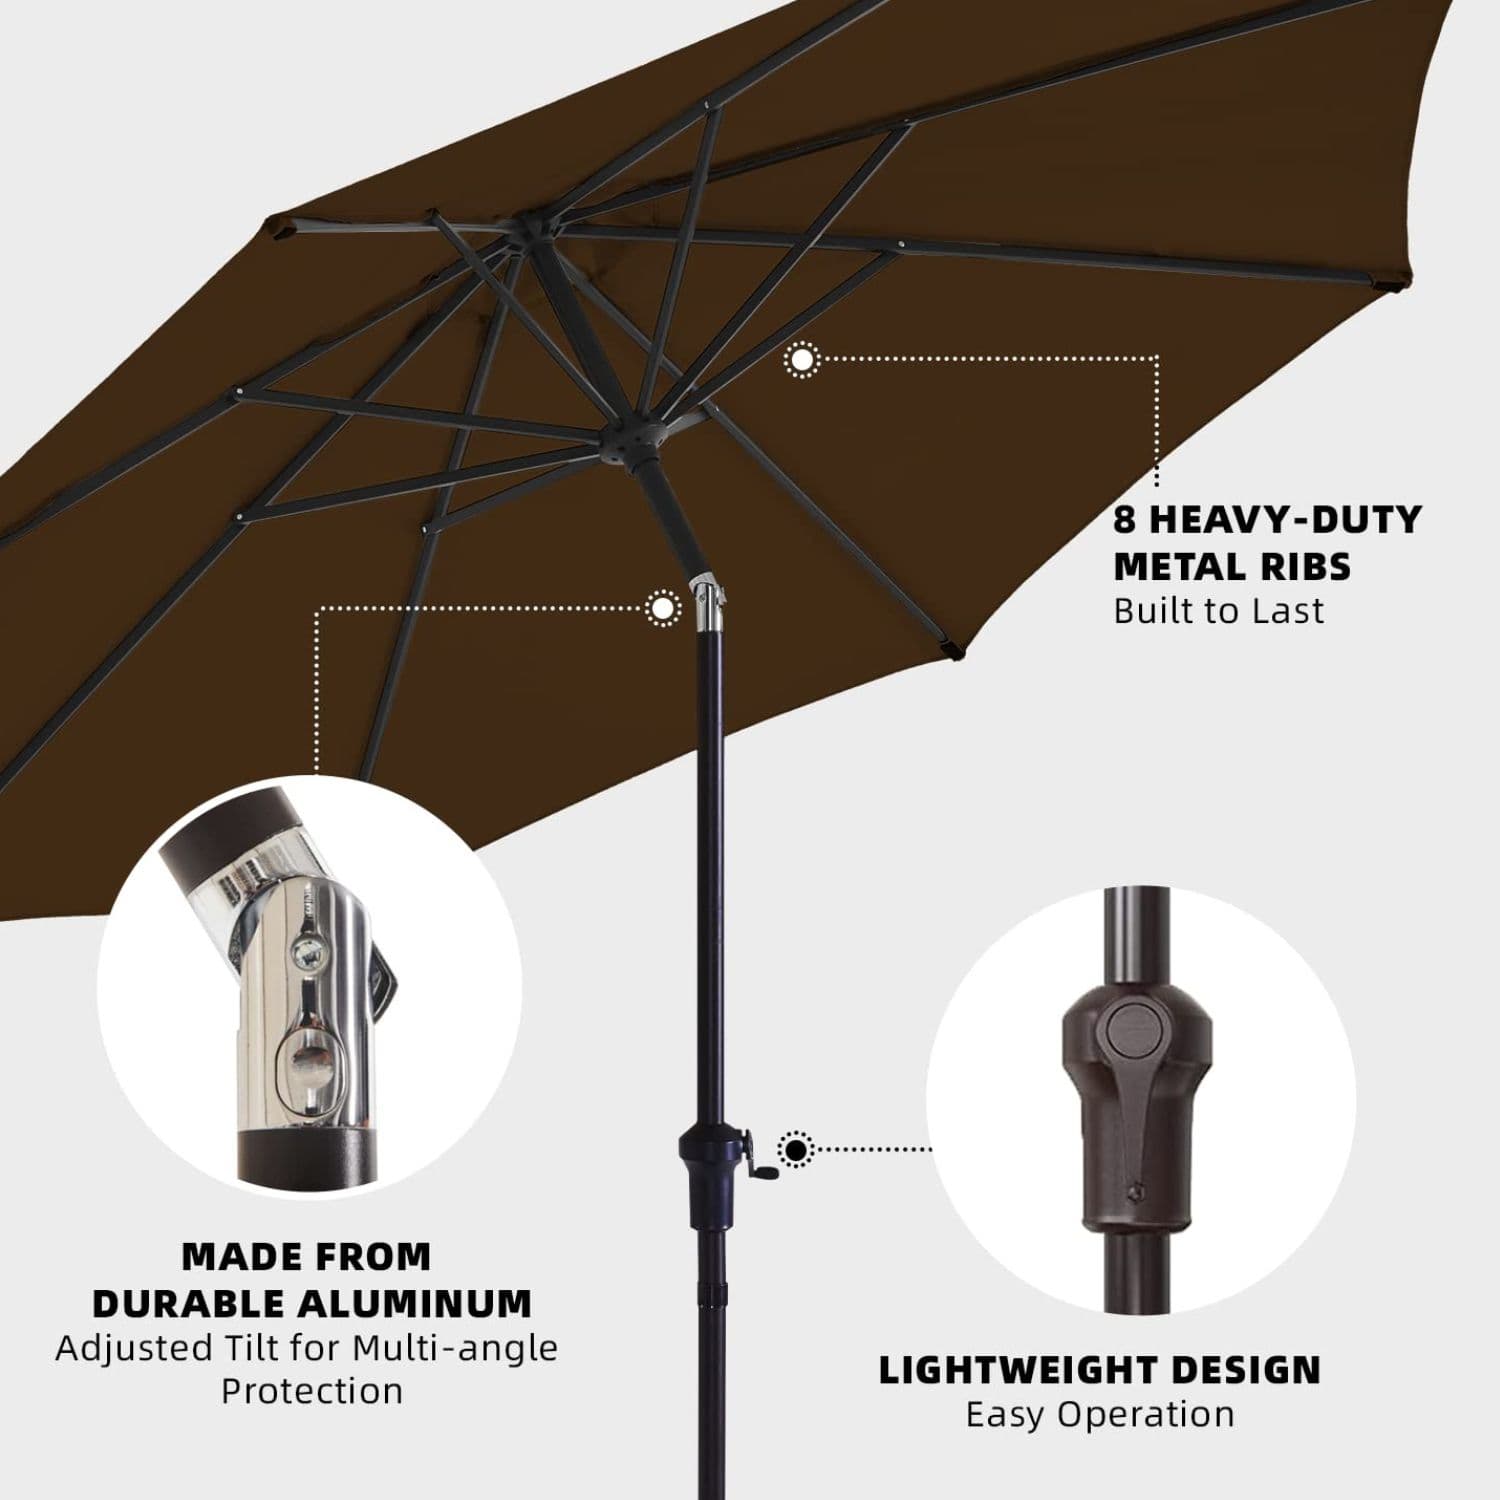 8 HEAVY-DUTY
METAL RIBS
Built to Last
MADE FROM
DURABLE ALUMINUM
Adjusted Tilt for Multi-angle
Protection
LIGHTWEIGHT DESIGN
Easy Operation